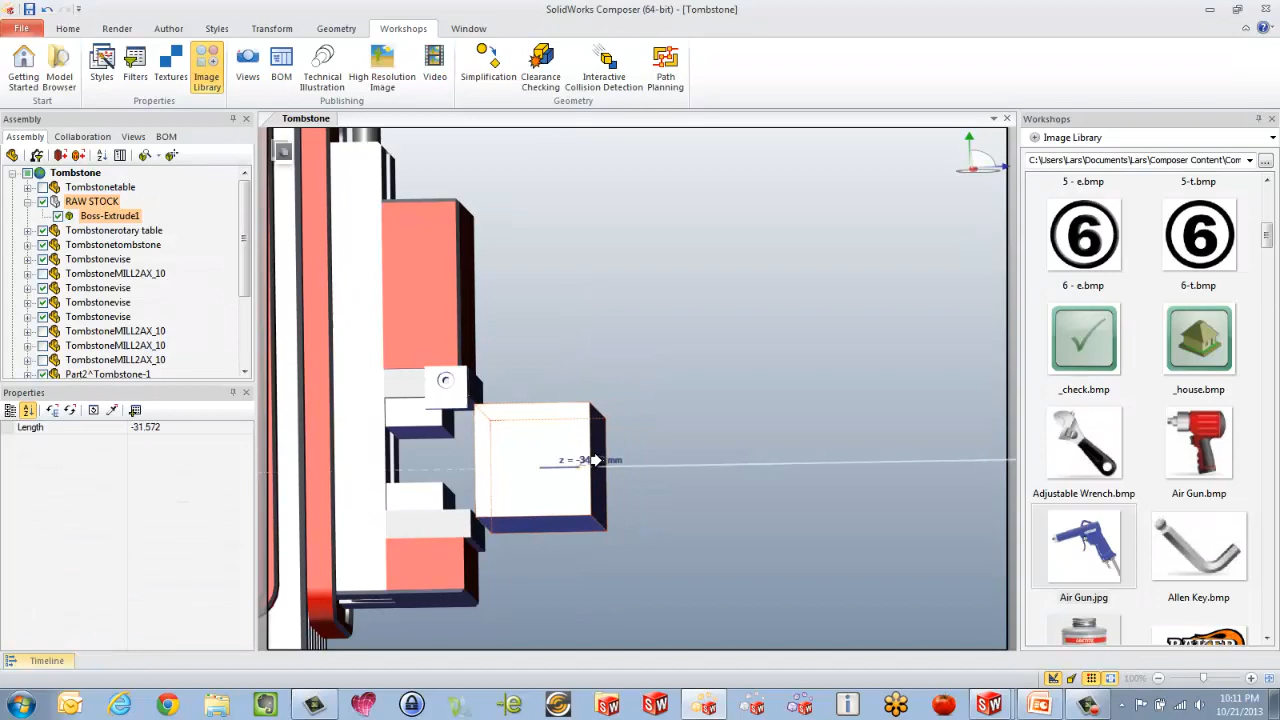 SolidWorks Composer (64-bit) - [Tombstone]
File Home Render Author Styles Transform Geometry Workshops Window
Getting Started Model Browser Styles Filters Textures Image Library Views BOM Technical Illustration High Resolution Image Video Simplification Clearance Checking Interactive Collision Detection Path Planning
Start Properties Publishing Geometry
Assembly
Assembly Collaboration Views BOM
Tombstone
Tombstonetable
RAW STOCK
Boss-Extrude1
Tombstonerotary table
Tombstonetombstone
Tombstonevise
TombstoneMILL2AX_10
Tombstonevise
Tombstonevise
Tombstonevise
TombstoneMILL2AX_10
TombstoneMILL2AX_10
TombstoneMILL2AX_10
Part2^Tombstone-1
Properties
Length -31.572
Timeline
Tombstone
mm
Workshops
Image Library
C:\Users\Lars\Documents\Lars\Composer Content\Com
...
5 - e.bmp 5-t.bmp
6 6
6 - e.bmp 6-t.bmp
_check.bmp _house.bmp
Adjustable Wrench.bmp Air Gun.bmp
Air Gun.jpg Allen Key.bmp
100%
10:11 PM
10/21/2013